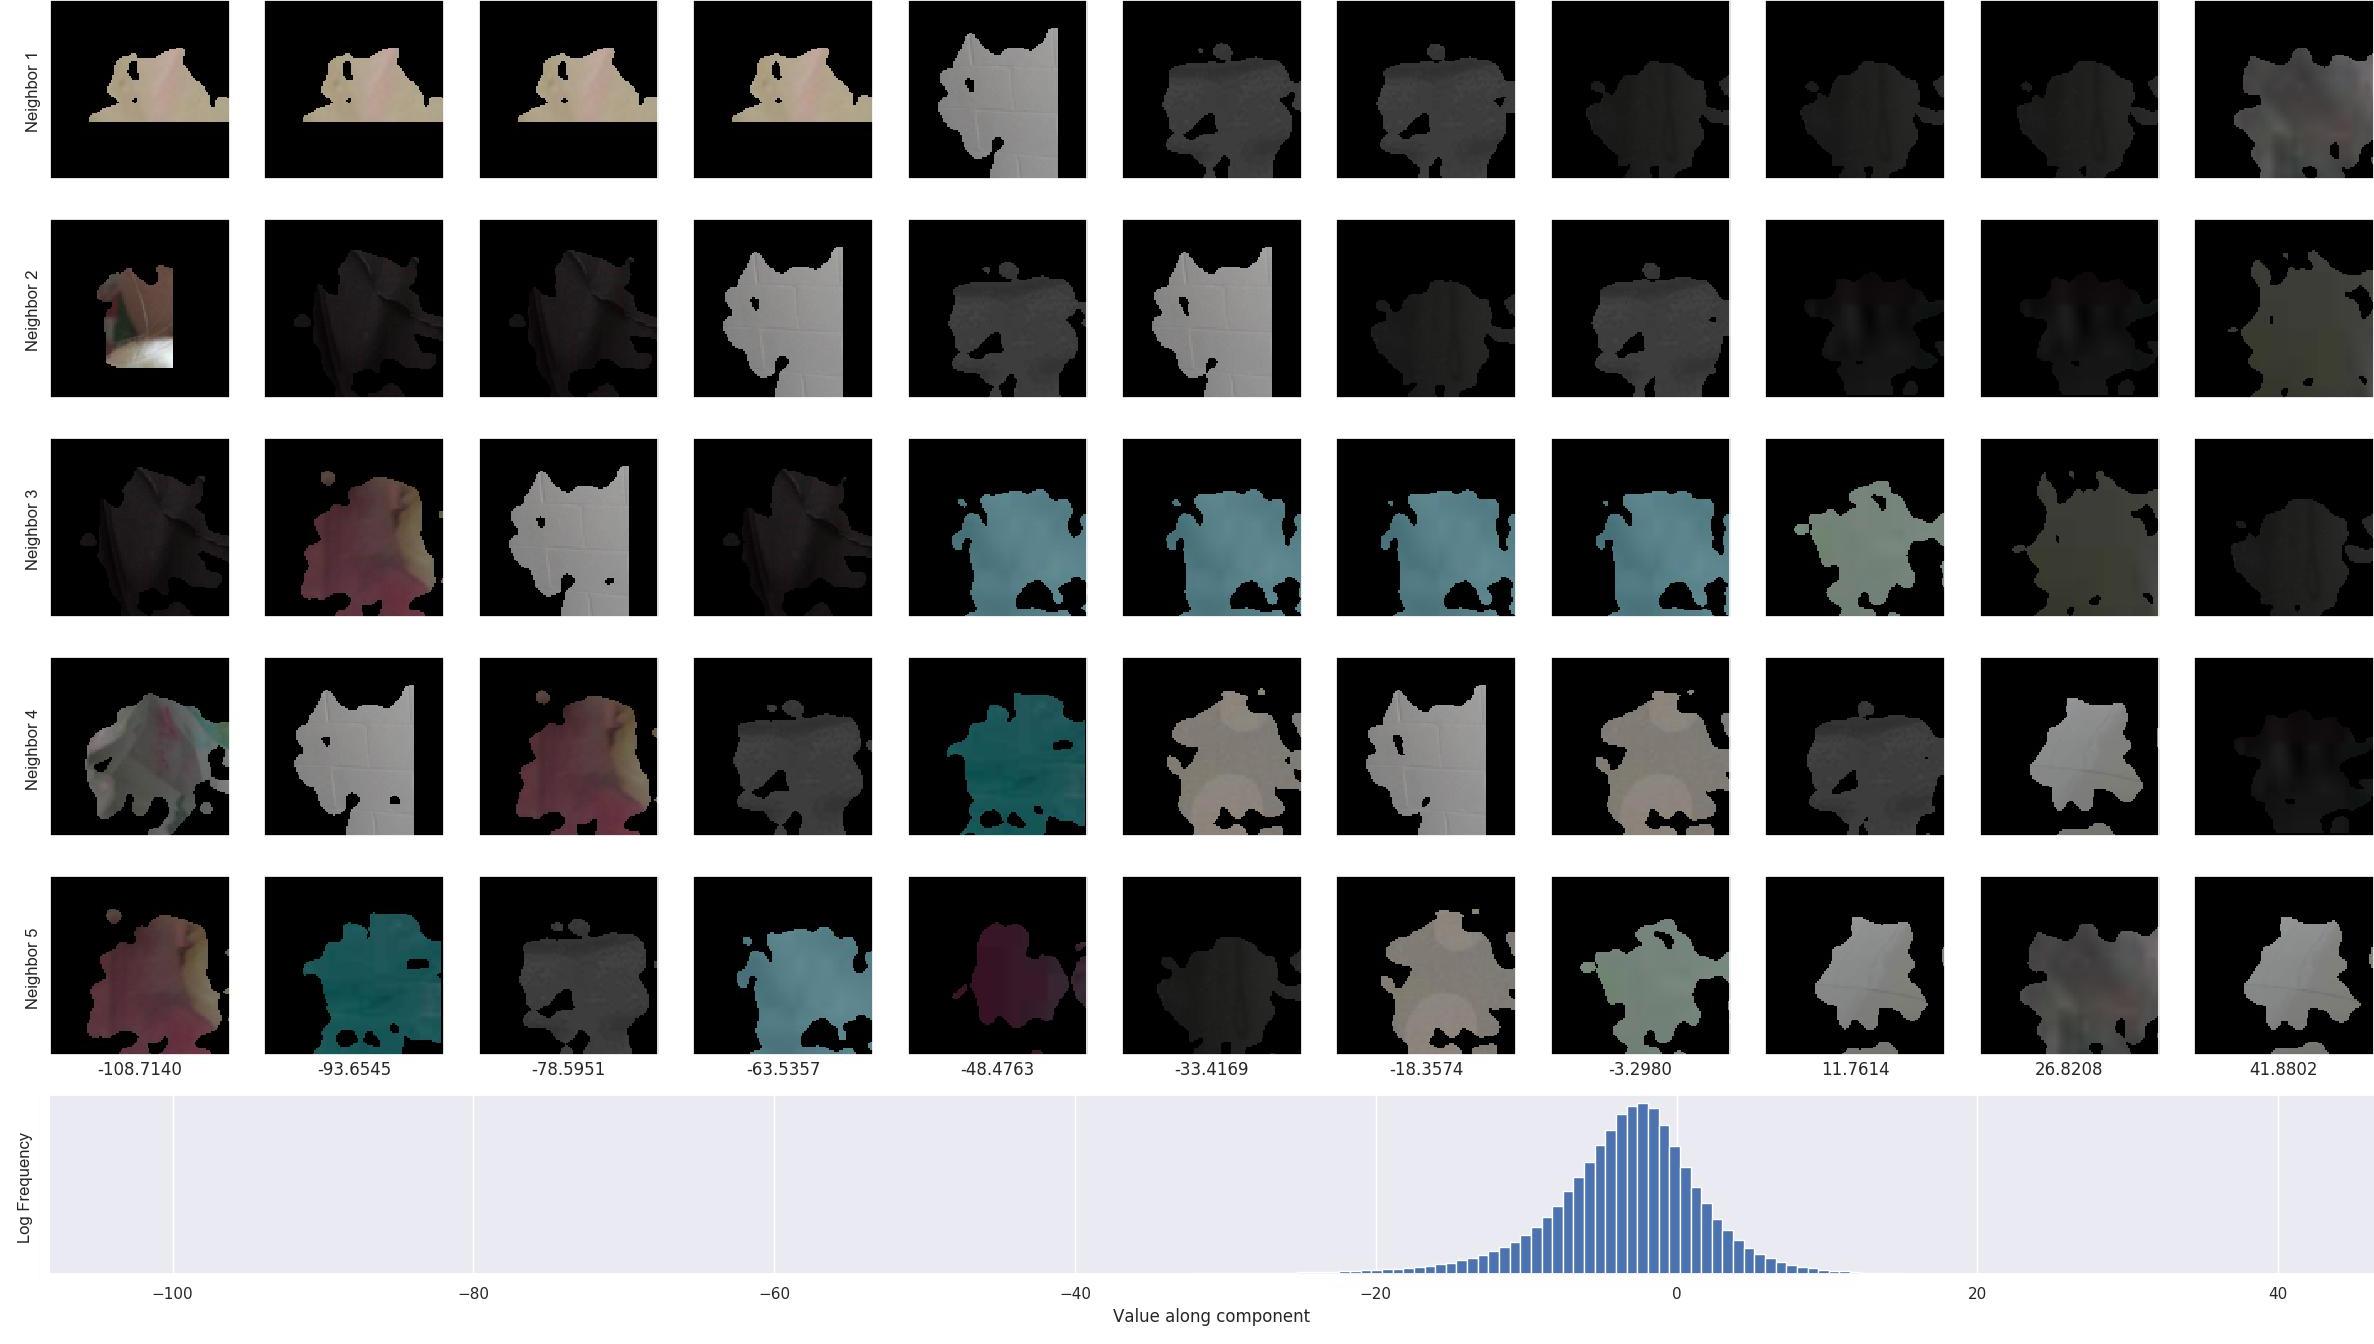 Neighbor 1
Neighbor 2
Neighbor 3
Neighbor 4
Neighbor 5
-108.7140 -93.6545 -78.5951 -63.5357 -48.4763 -33.4169 -18.3574 -3.2980 11.7614 26.8208 41.8802
Log Frequency
−100 −80 −60 −40 −20 0 20 40
Value along component